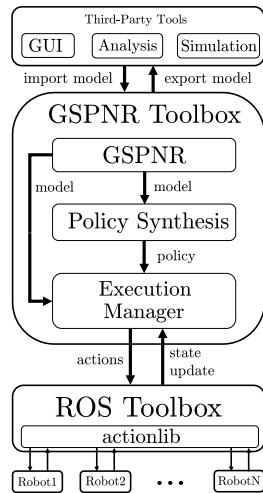 Third-Party Tools
GUI Analysis Simulation
import model export model
GSPNR Toolbox
GSPNR
model model
Policy Synthesis
policy
Execution
Manager
actions state
update
ROS Toolbox
actionlib
Robot1 Robot2 ... RobotN